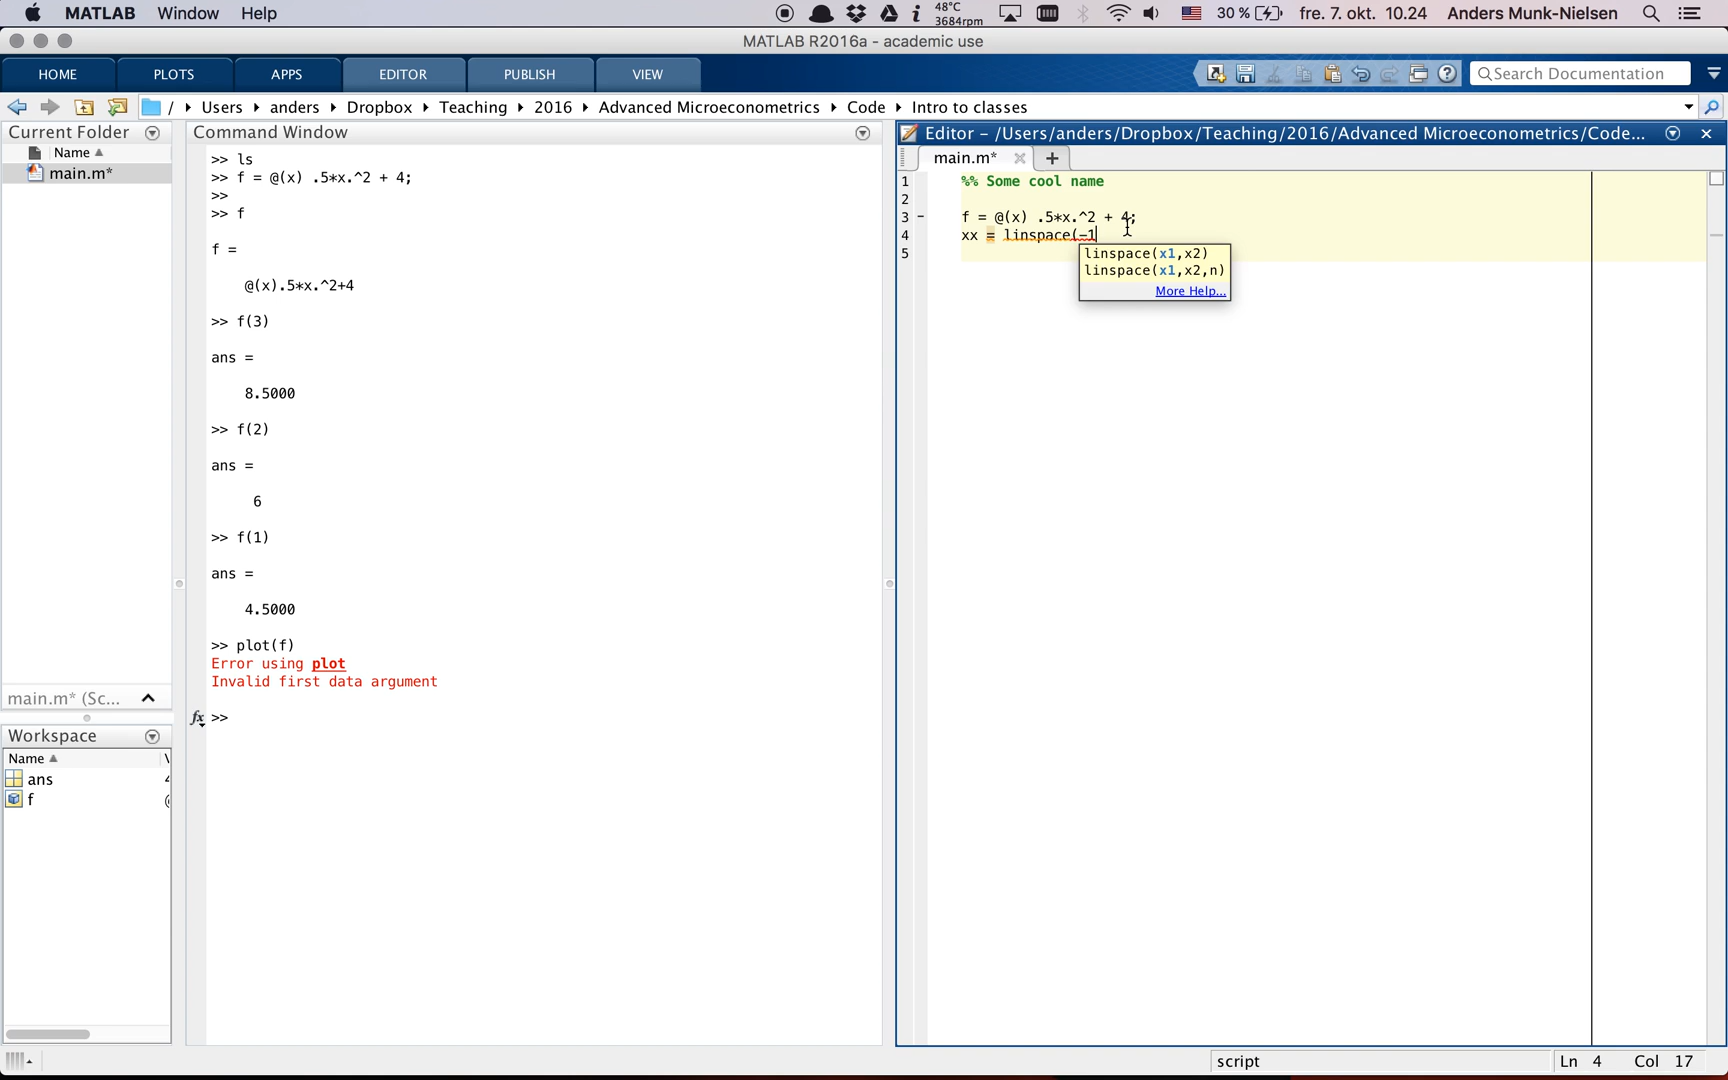 MATLAB Window Help
48°C
3684rpm
30 % fre. 7. okt. 10.24 Anders Munk-Nielsen
MATLAB R2016a - academic use
HOME PLOTS APPS EDITOR PUBLISH VIEW
Search Documentation
/ Users anders Dropbox Teaching 2016 Advanced Microeconometrics Code Intro to classes
Current Folder
Name
main.m*
main.m* (Sc...
Workspace
Name
ans 4
f @
Command Window
>> ls
>> f = @(x) .5*x.^2 + 4;
>>
>> f
f =
@(x).5*x.^2+4
>> f(3)
ans =
8.5000
>> f(2)
ans =
6
>> f(1)
ans =
4.5000
>> plot(f)
Error using plot
Invalid first data argument
fx >>
Editor - /Users/anders/Dropbox/Teaching/2016/Advanced Microeconometrics/Code...
main.m*
1 %% Some cool name
2
3 - f = @(x) .5*x.^2 + 4;
4 xx = linspace(-1
5
linspace(x1,x2)
linspace(x1,x2,n)
More Help...
script Ln 4 Col 17